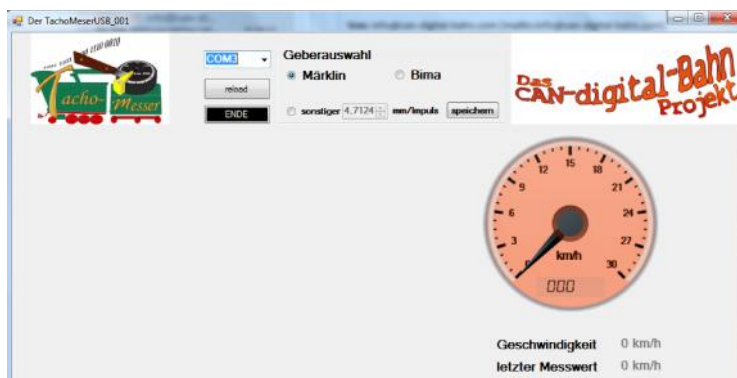 Der TachoMeserUSB_001
Tacho-Messer
COM3
reload
ENDE
Geberauswahl
Märklin
Bima
sonstiger 4,7124 mm/Impuls speichern
Das
CAN-digital-Bahn
Projekt
0
3
6
9
12
15
18
21
24
27
30
km/h
000
Geschwindigkeit 0 km/h
letzter Messwert 0 km/h